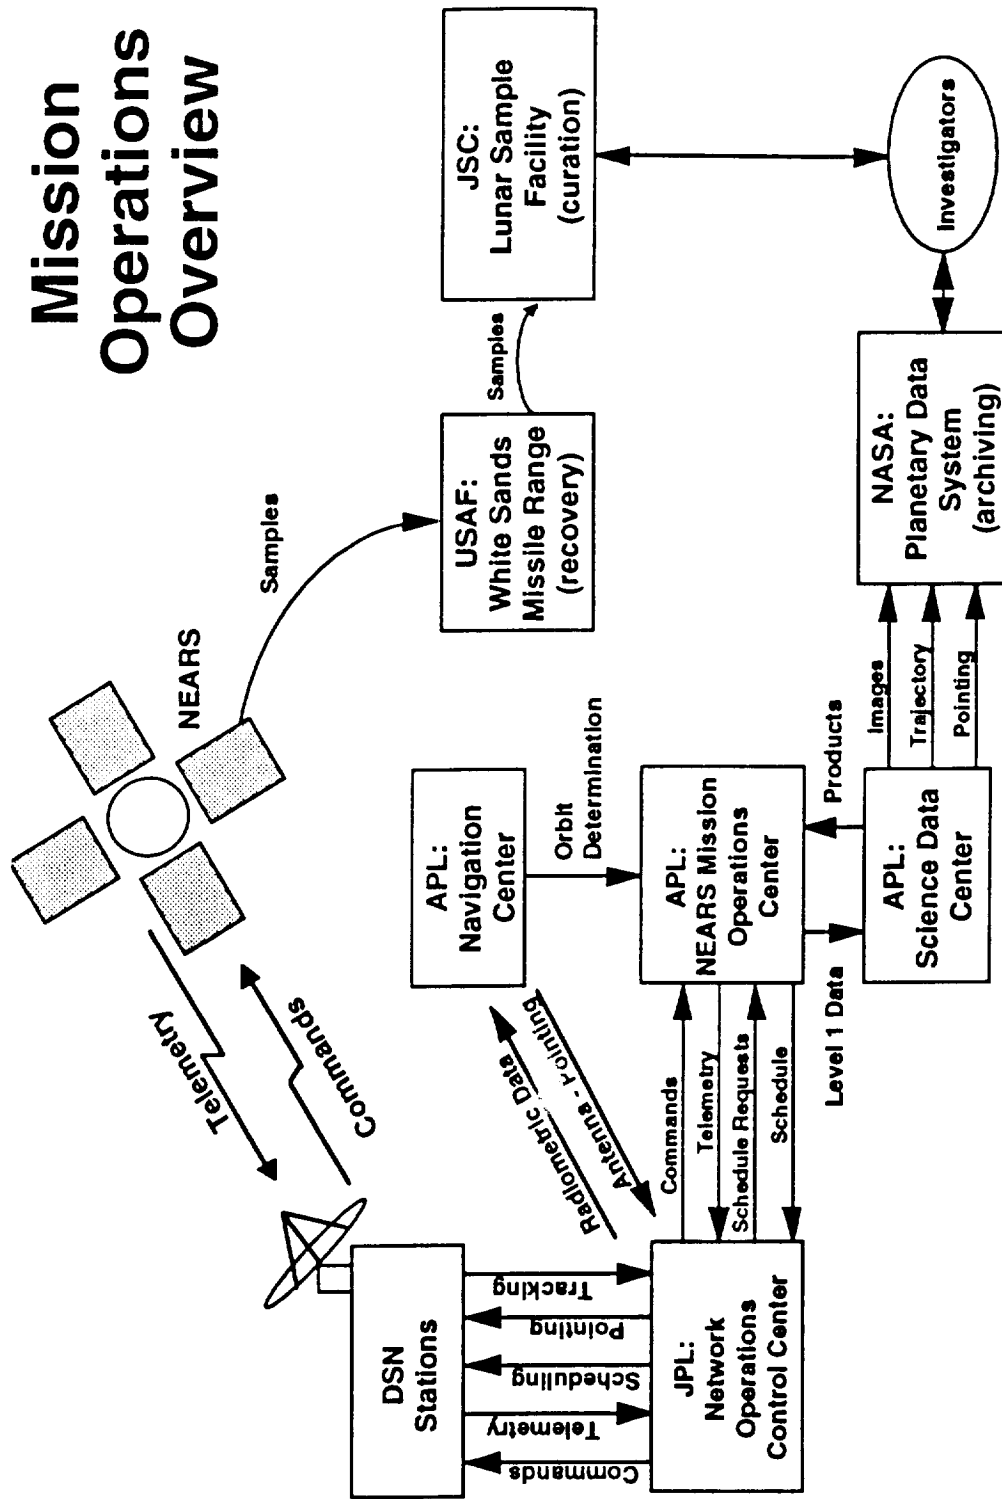 Mission
Operations
Overview
NEARS
Telemetry
Commands
Samples
DSN
Stations
APL:
Navigation
Center
USAF:
White Sands
Missile Range
(recovery)
Samples
JSC:
Lunar Sample
Facility
(curation)
Commands
Telemetry
Scheduling
Pointing
Tracking
Radiometric Data
Antenna - Pointing
Orbit
Determination
JPL:
Network
Operations
Control Center
Commands
Telemetry
Schedule Requests
Schedule
APL:
NEARS Mission
Operations
Center
Level 1 Data
Products
APL:
Science Data
Center
Images
Trajectory
Pointing
NASA:
Planetary Data
System
(archiving)
Investigators